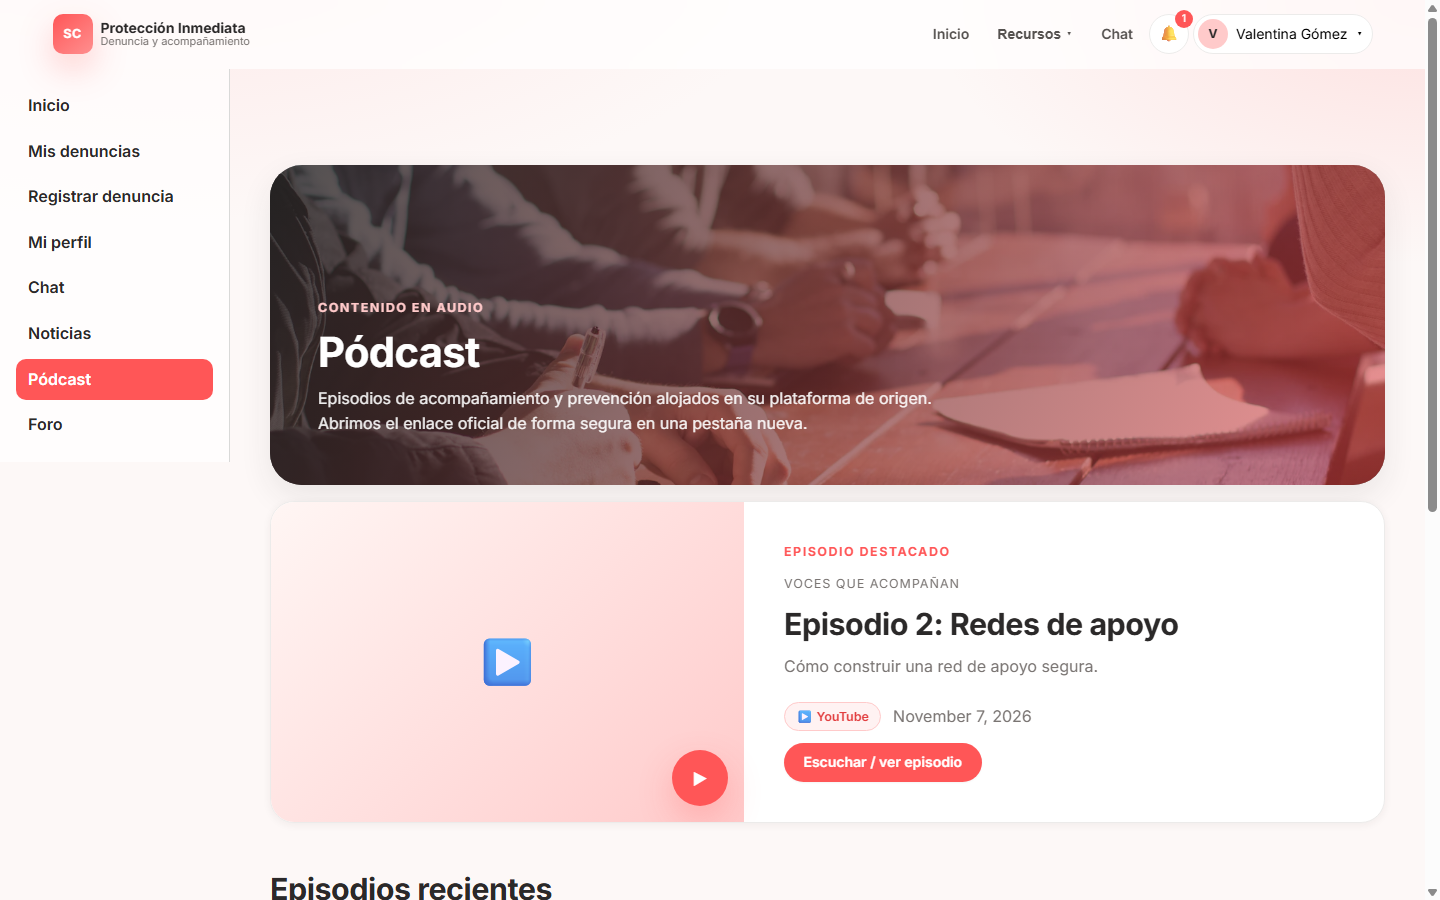 SC
Protección Inmediata
Denuncia y acompañamiento
Inicio
Recursos
Chat
1
V
Valentina Gómez
Inicio
Mis denuncias
Registrar denuncia
Mi perfil
Chat
Noticias
Pódcast
Foro
CONTENIDO EN AUDIO
Pódcast
Episodios de acompañamiento y prevención alojados en su plataforma de origen.
Abrimos el enlace oficial de forma segura en una pestaña nueva.
EPISODIO DESTACADO
VOCES QUE ACOMPAÑAN
Episodio 2: Redes de apoyo
Cómo construir una red de apoyo segura.
YouTube
November 7, 2026
Escuchar / ver episodio
Episodios recientes